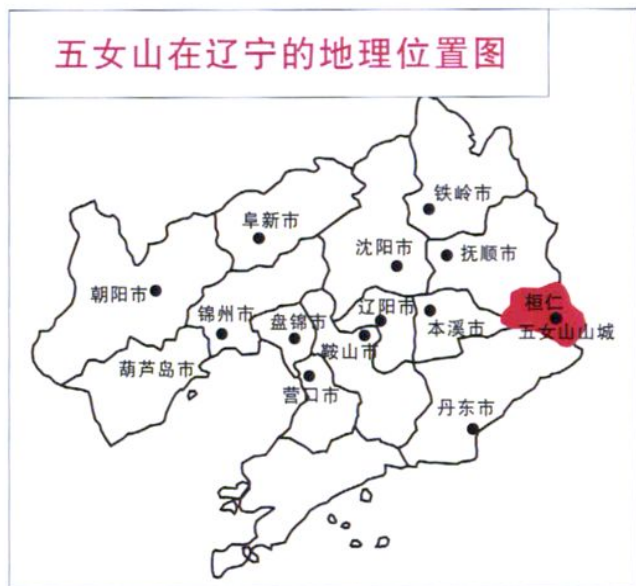 五女山在辽宁的地理位置图
铁岭市
阜新市
沈阳市
抚顺市
朝阳市
桓仁
锦州市
盘锦市
辽阳市
本溪市
五女山山城
鞍山市
葫芦岛市
营口市
丹东市